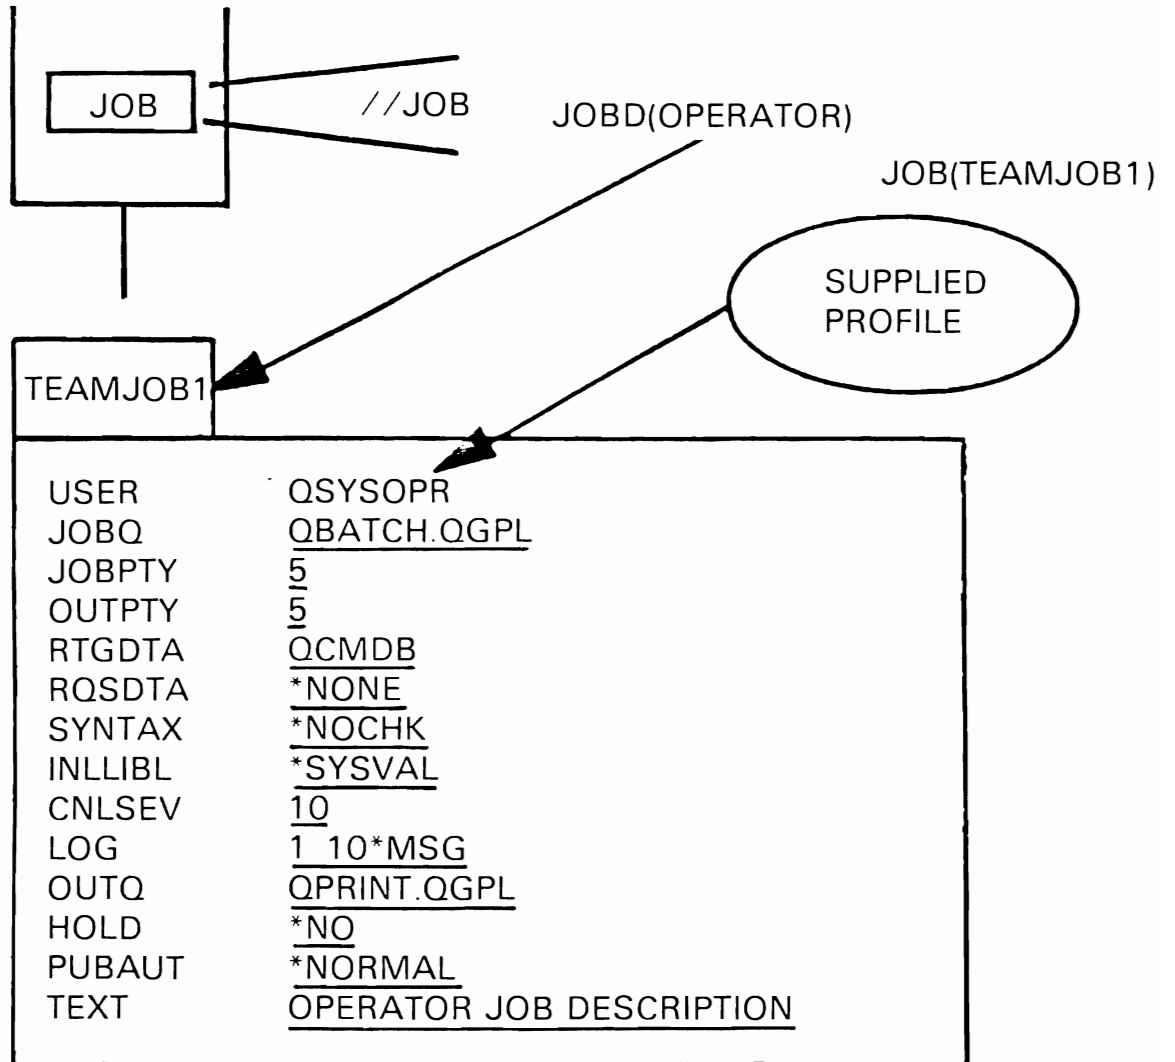 JOB
//JOB
JOBD(OPERATOR)
JOB(TEAMJOB1)
SUPPLIED
PROFILE
TEAMJOB1
USER QSYSOPR
JOBQ QBATCH.QGPL
JOBPTY 5
OUTPTY 5
RTGDTA QCMDB
RQSDTA *NONE
SYNTAX *NOCHK
INLLIBL *SYSVAL
CNLSEV 10
LOG 1 10*MSG
OUTQ QPRINT.QGPL
HOLD *NO
PUBAUT *NORMAL
TEXT OPERATOR JOB DESCRIPTION